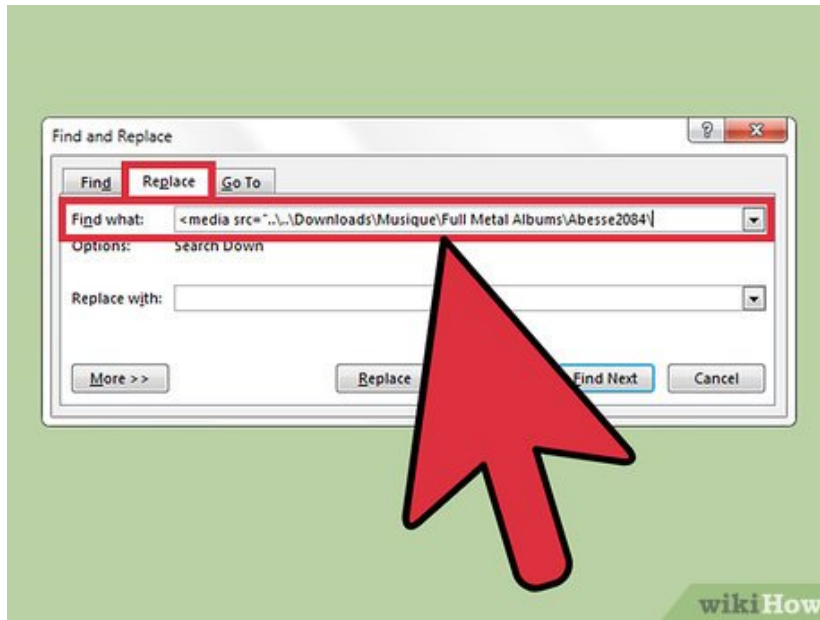 Find and Replace
Find Replace Go To
Find what: <media src="..\..\Downloads\Musique\Full Metal Albums\Abesse2084\
Options: Search Down
Replace with:
More >> Replace Find Next Cancel
wikiHow